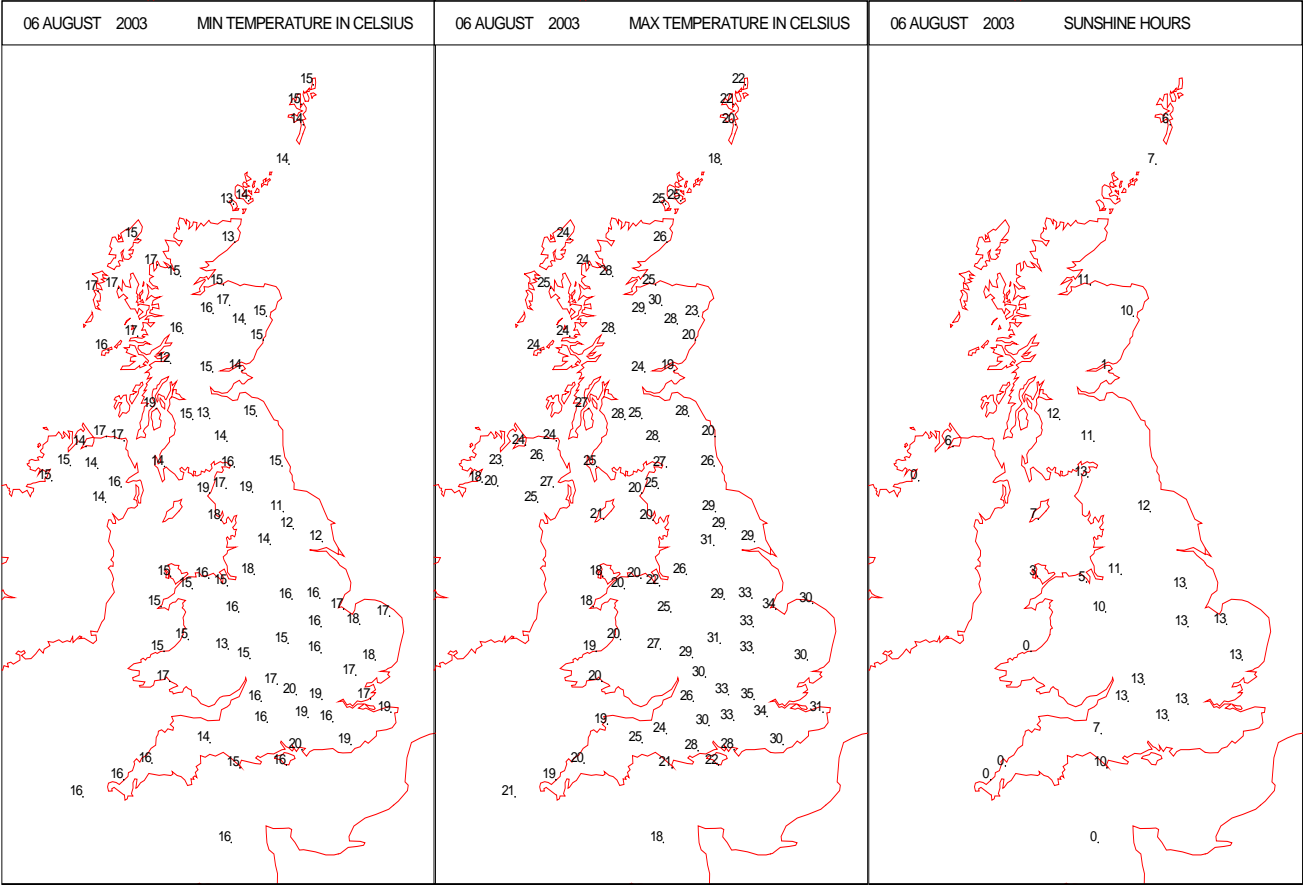 06 AUGUST 2003 MIN TEMPERATURE IN CELSIUS
15.
15.
14.
14.
13. 14.
15. 13.
17. 15.
17. 17. 15.
16. 17. 14. 15.
17. 16. 15.
16.
12. 15. 14.
19. 15. 13. 15.
14. 17. 17. 14.
15. 14. 14. 16. 15.
15. 16. 19. 17. 19.
14. 18. 11.
14. 12. 12.
15. 15. 16. 15. 18.
15. 16. 16. 16. 17. 17.
15. 15. 13. 15. 16. 18.
15. 18.
17. 17. 20. 19. 17. 17.
16. 16. 19. 16. 19.
14. 20. 19.
16. 16. 15. 16.
16.
16.
06 AUGUST 2003 MAX TEMPERATURE IN CELSIUS
22.
22.
20.
18.
25. 25.
24. 26.
24. 28.
25. 25.
29. 30. 28. 23.
24. 28. 20.
24.
24. 19.
27. 28. 25. 28.
24. 24. 28. 20.
23. 26. 25. 27. 26.
18. 20. 27. 20. 25.
25. 21. 20. 29.
31. 29. 29.
18. 20. 20. 22. 26.
18. 25. 29. 33. 34. 30.
19. 20. 27. 31. 33.
29. 33. 30.
20. 30. 33. 35.
26. 30. 33. 34. 31.
19. 25. 24. 28. 28. 30.
19. 20. 21. 22.
21.
18.
06 AUGUST 2003 SUNSHINE HOURS
6.
7.
11.
10.
1.
12.
6. 11.
0. 13.
7. 12.
3. 5. 11. 13.
10. 13. 13.
0. 13.
13. 13. 13.
7. 13.
0. 0. 10.
0.